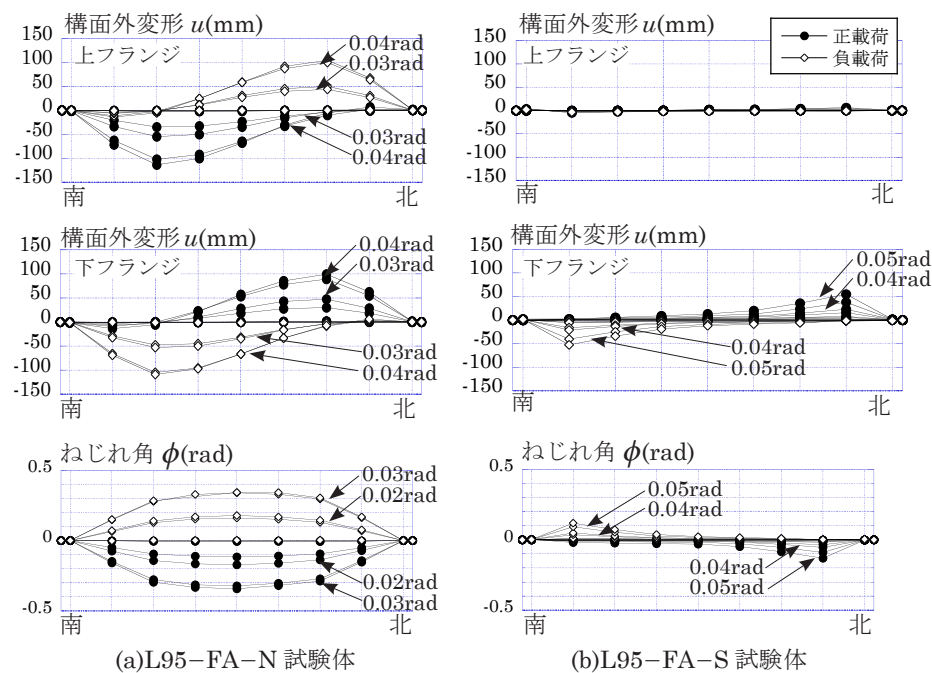 構面外変形 u(mm)
150
100
50
0
-50
-100
-150
上フランジ
0.04rad
0.03rad
0.03rad
0.04rad
南
北
150
100
50
0
-50
-100
-150
上フランジ
正載荷
負載荷
南
北
構面外変形 u(mm)
150
100
50
0
-50
-100
-150
下フランジ
0.04rad
0.03rad
0.03rad
0.04rad
南
北
構面外変形 u(mm)
150
100
50
0
-50
-100
-150
下フランジ
0.05rad
0.04rad
0.04rad
0.05rad
南
北
ねじれ角 ϕ(rad)
0.5
0
-0.5
0.03rad
0.02rad
0.02rad
0.03rad
南
北
ねじれ角 ϕ(rad)
0.5
0
-0.5
0.05rad
0.04rad
0.04rad
0.05rad
南
北
(a)L95−FA−N 試験体
(b)L95−FA−S 試験体